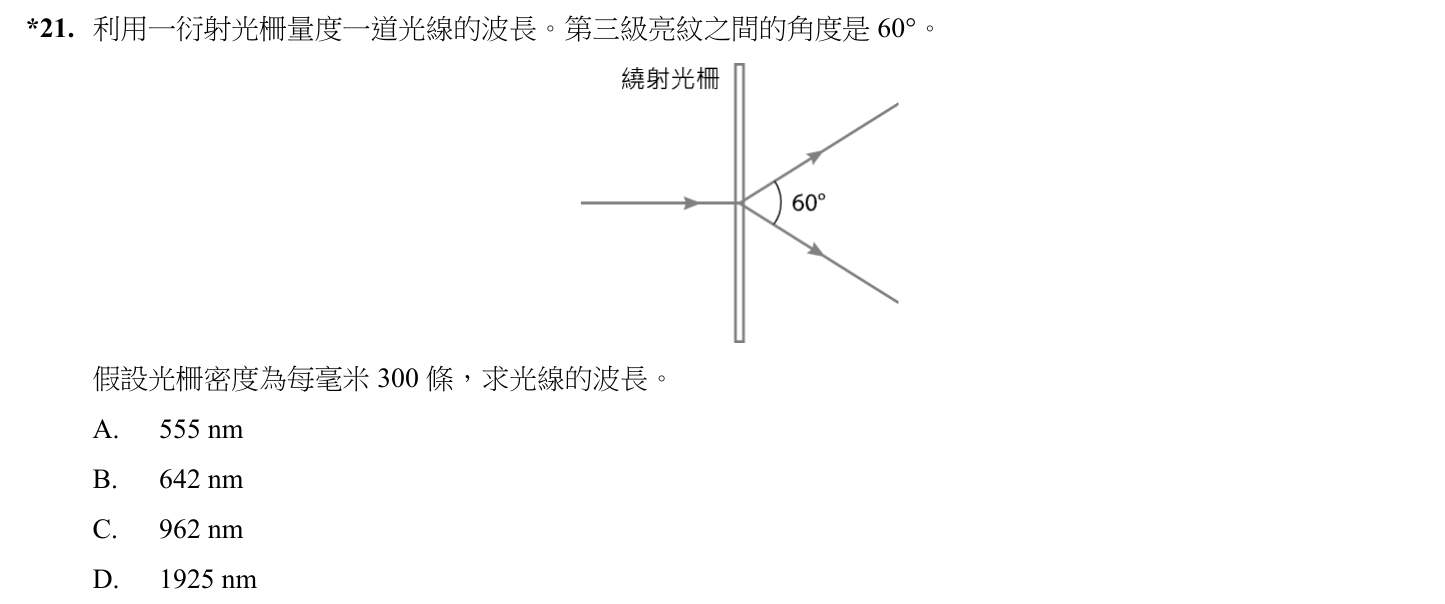 *21. 利用一衍射光柵量度一道光線的波長。第三級亮紋之間的角度是 60°。
繞射光柵
60°
假設光柵密度為每毫米 300 條，求光線的波長。
A. 555 nm
B. 642 nm
C. 962 nm
D. 1925 nm